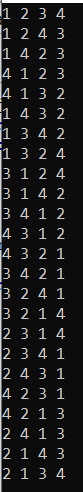 1 2 3 4
1 2 4 3
1 4 2 3
4 1 2 3
4 1 3 2
1 4 3 2
1 3 4 2
1 3 2 4
3 1 2 4
3 1 4 2
3 4 1 2
4 3 1 2
4 3 2 1
3 4 2 1
3 2 4 1
3 2 1 4
2 3 1 4
2 3 4 1
2 4 3 1
4 2 3 1
4 2 1 3
2 4 1 3
2 1 4 3
2 1 3 4